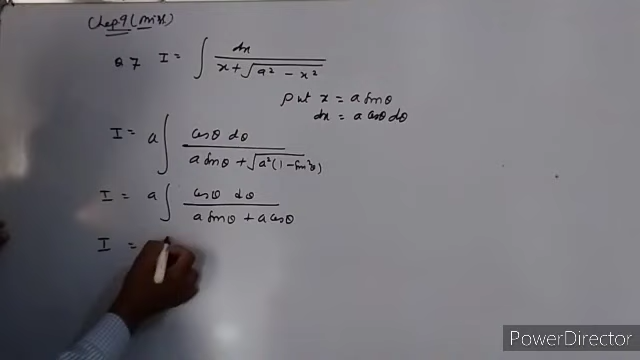 Chap 9 (Misc)
Q 7 I = ∫ dx / (x + √(a² - x²))
Put x = a sinθ
dx = a cosθ dθ
I = a ∫ cosθ dθ / (a sinθ + √(a²(1 - sin²θ)))
I = a ∫ cosθ dθ / (a sinθ + a cosθ)
I =
PowerDirector